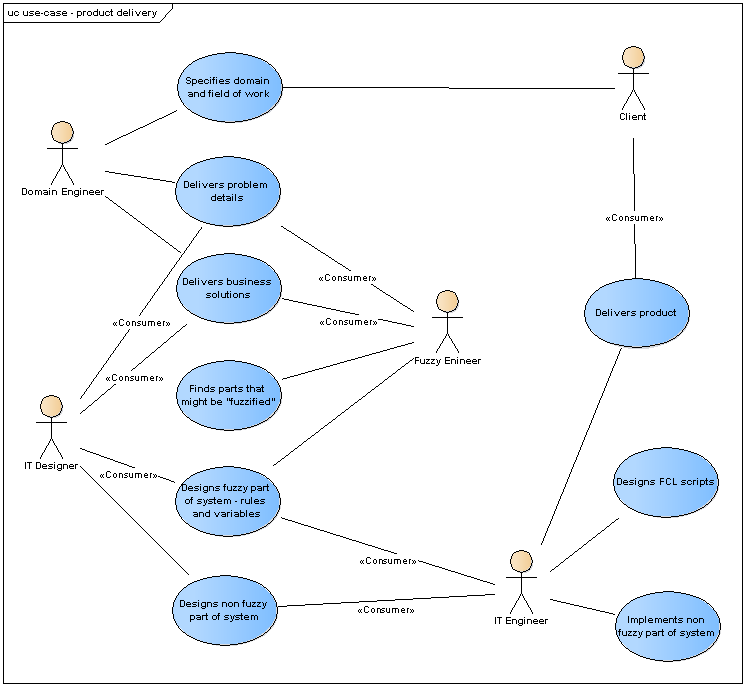 uc use-case - product delivery
Specifies domain
and field of work
Client
Domain Engineer
Delivers problem
details
«Consumer»
«Consumer»
Delivers business
solutions
Delivers product
«Consumer»
«Consumer»
Fuzzy Enineer
«Consumer»
Finds parts that
might be "fuzzified"
IT Designer
«Consumer»
Designs fuzzy part
of system - rules
and variables
Designs FCL scripts
«Consumer»
Designs non fuzzy
part of system
«Consumer»
IT Engineer
Implements non
fuzzy part of system